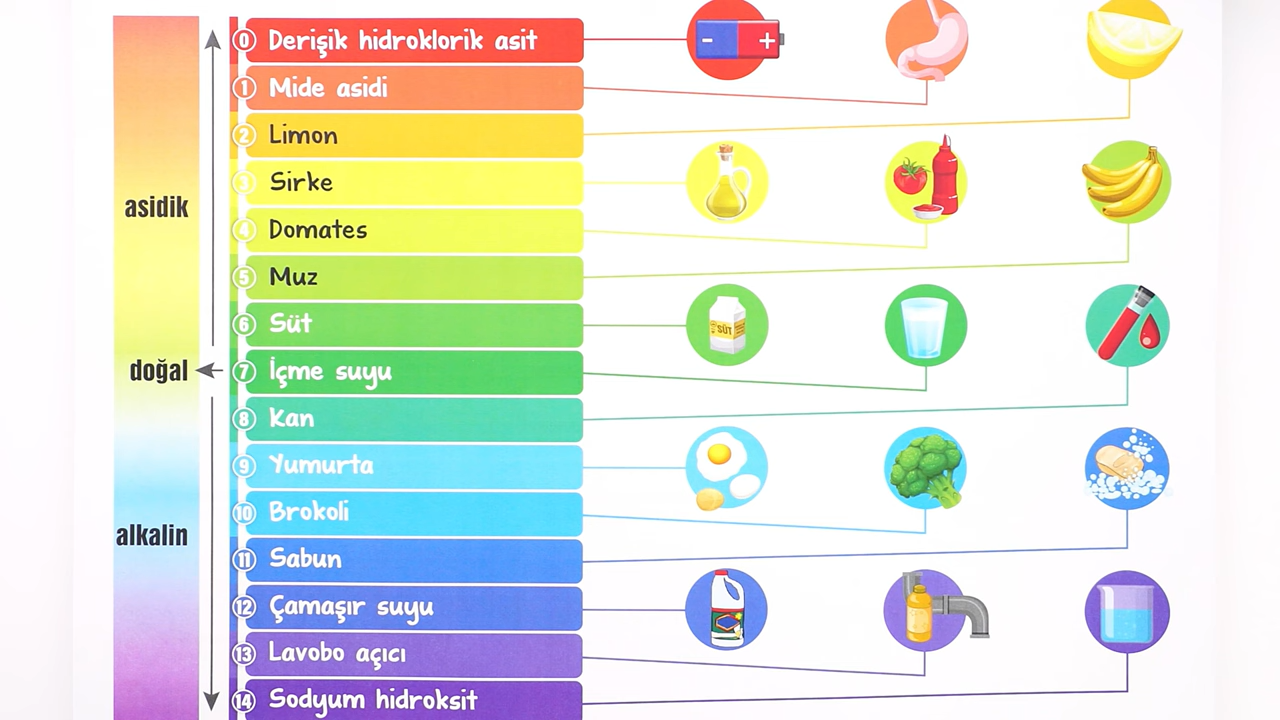 0 Derişik hidroklorik asit
1 Mide asidi
2 Limon
3 Sirke
4 Domates
5 Muz
6 Süt
7 İçme suyu
8 Kan
9 Yumurta
10 Brokoli
11 Sabun
12 Çamaşır suyu
13 Lavobo açıcı
14 Sodyum hidroksit
asidik
doğal
alkalin
- +
SÜT